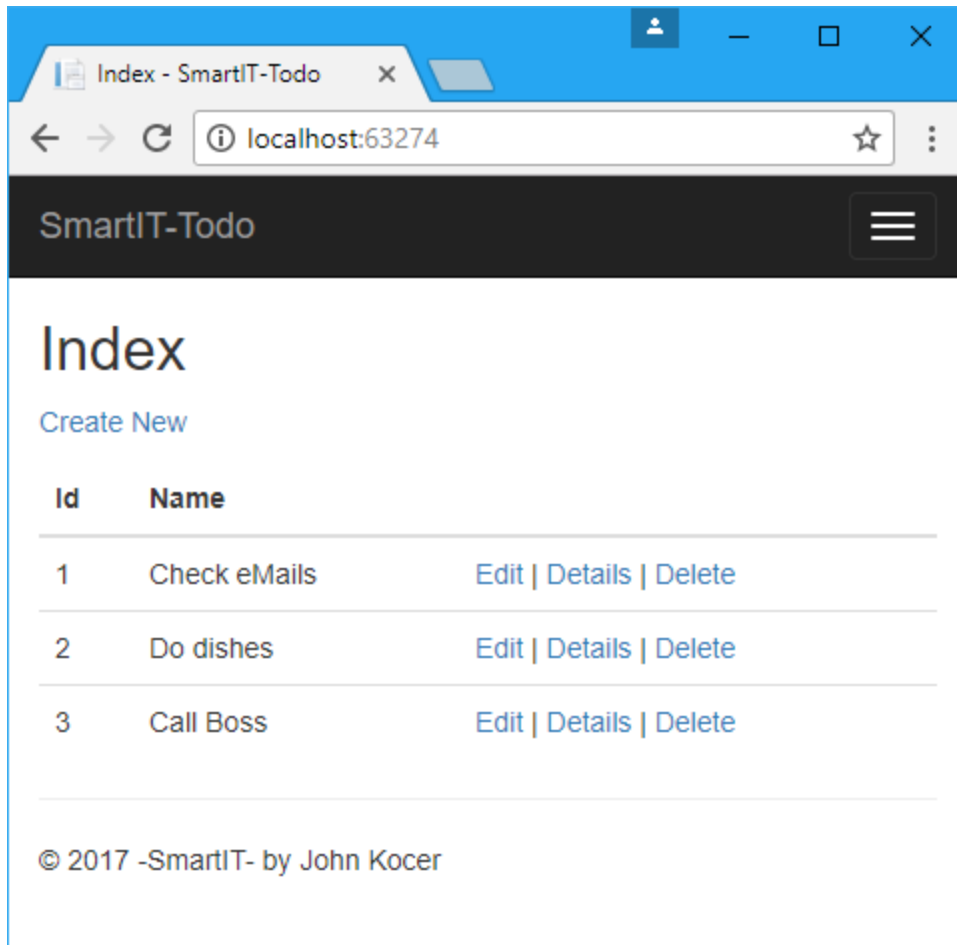 Index - SmartIT-Todo
localhost:63274
SmartIT-Todo
Index
Create New
Id Name
1 Check eMails Edit | Details | Delete
2 Do dishes Edit | Details | Delete
3 Call Boss Edit | Details | Delete
© 2017 -SmartIT- by John Kocer